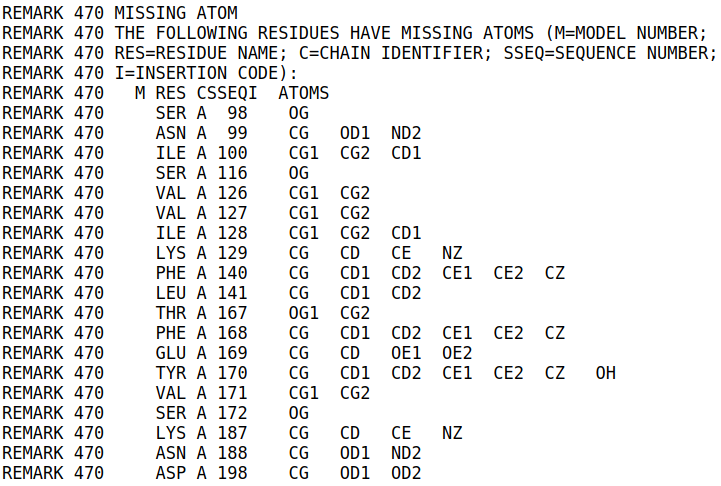 REMARK 470 MISSING ATOM
REMARK 470 THE FOLLOWING RESIDUES HAVE MISSING ATOMS (M=MODEL NUMBER;
REMARK 470 RES=RESIDUE NAME; C=CHAIN IDENTIFIER; SSEQ=SEQUENCE NUMBER;
REMARK 470 I=INSERTION CODE):
REMARK 470   M RES CSSEQI  ATOMS
REMARK 470     SER A  98    OG
REMARK 470     ASN A  99    CG   OD1  ND2
REMARK 470     ILE A 100    CG1  CG2  CD1
REMARK 470     SER A 116    OG
REMARK 470     VAL A 126    CG1  CG2
REMARK 470     VAL A 127    CG1  CG2
REMARK 470     ILE A 128    CG1  CG2  CD1
REMARK 470     LYS A 129    CG   CD   CE   NZ
REMARK 470     PHE A 140    CG   CD1  CD2  CE1  CE2  CZ
REMARK 470     LEU A 141    CG   CD1  CD2
REMARK 470     THR A 167    OG1  CG2
REMARK 470     PHE A 168    CG   CD1  CD2  CE1  CE2  CZ
REMARK 470     GLU A 169    CG   CD   OE1  OE2
REMARK 470     TYR A 170    CG   CD1  CD2  CE1  CE2  CZ   OH
REMARK 470     VAL A 171    CG1  CG2
REMARK 470     SER A 172    OG
REMARK 470     LYS A 187    CG   CD   CE   NZ
REMARK 470     ASN A 188    CG   OD1  ND2
REMARK 470     ASP A 198    CG   OD1  OD2